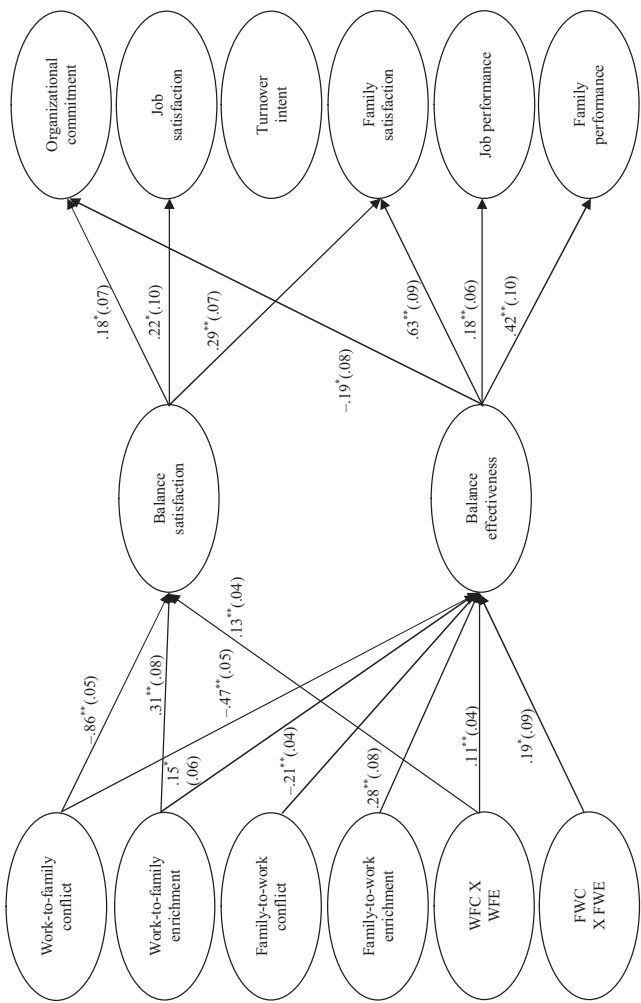 Work-to-family
conflict
Work-to-family
enrichment
Family-to-work
conflict
Family-to-work
enrichment
WFC X
WFE
FWC
X FWE
–.86**(.05)
.31**(.08)
–.47**(.05)
.15*
(.06)
–.21**(.04)
.28**(.08)
.13**(.04)
.11**(.04)
.19*(.09)
Balance
satisfaction
Balance
effectiveness
.18*(.07)
.22*(.10)
.29**(.07)
–.19*(.08)
.63**(.09)
.18**(.06)
.42**(.10)
Organizational
commitment
Job
satisfaction
Turnover
intent
Family
satisfaction
Job performance
Family
performance